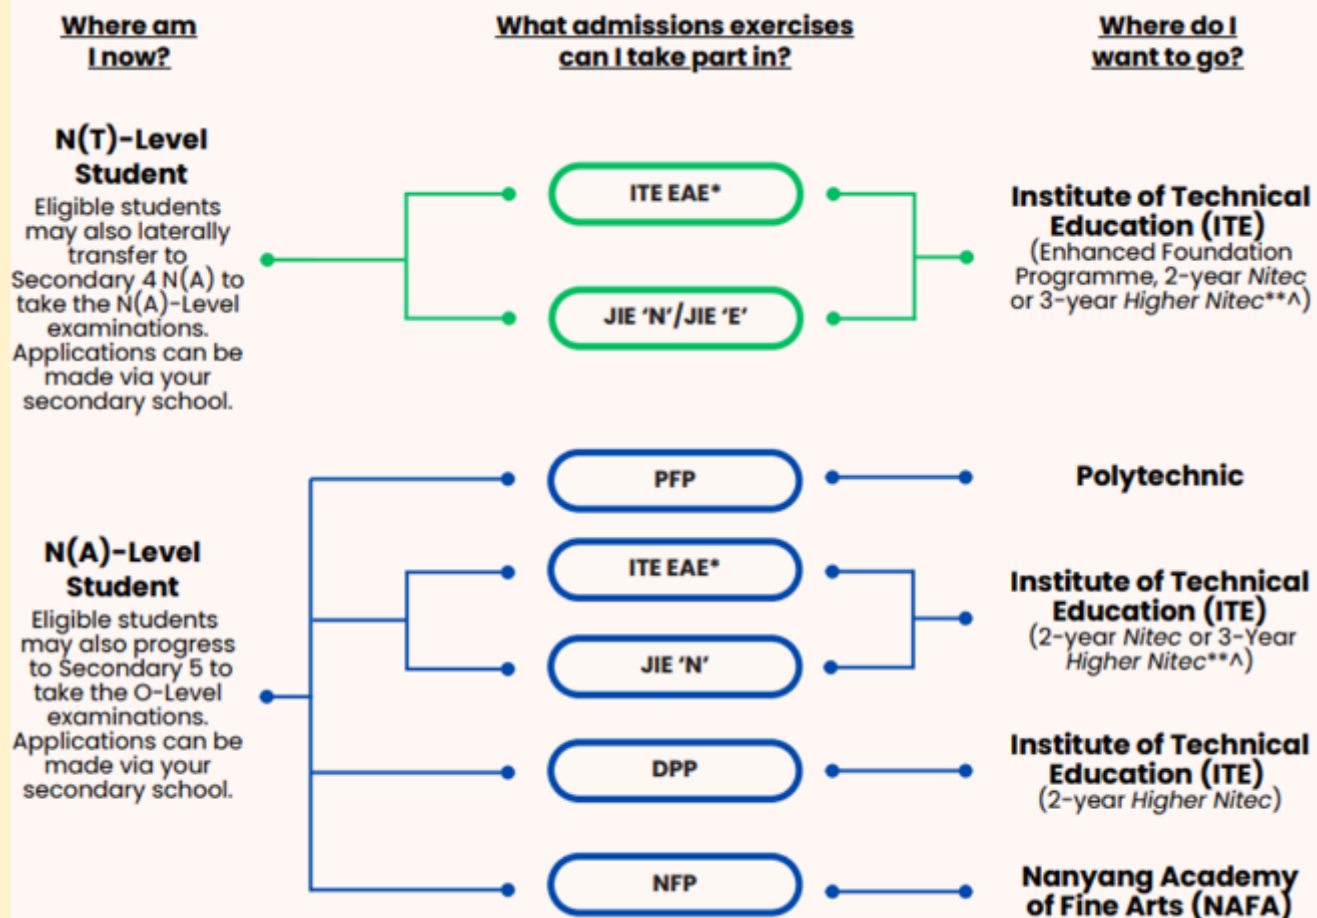 Where am
I now?
What admissions exercises
can I take part in?
Where do I
want to go?
N(T)-Level
Student
Eligible students
may also laterally
transfer to
Secondary 4 N(A) to
take the N(A)-Level
examinations.
Applications can be
made via your
secondary school.
ITE EAE*
JIE ‘N’/JIE ‘E’
Institute of Technical
Education (ITE)
(Enhanced Foundation
Programme, 2-year Nitec
or 3-year Higher Nitec**^)
N(A)-Level
Student
Eligible students
may also progress
to Secondary 5 to
take the O-Level
examinations.
Applications can be
made via your
secondary school.
PFP
Polytechnic
ITE EAE*
JIE ‘N’
Institute of Technical
Education (ITE)
(2-year Nitec or 3-Year
Higher Nitec**^)
DPP
Institute of Technical
Education (ITE)
(2-year Higher Nitec)
NFP
Nanyang Academy
of Fine Arts (NAFA)